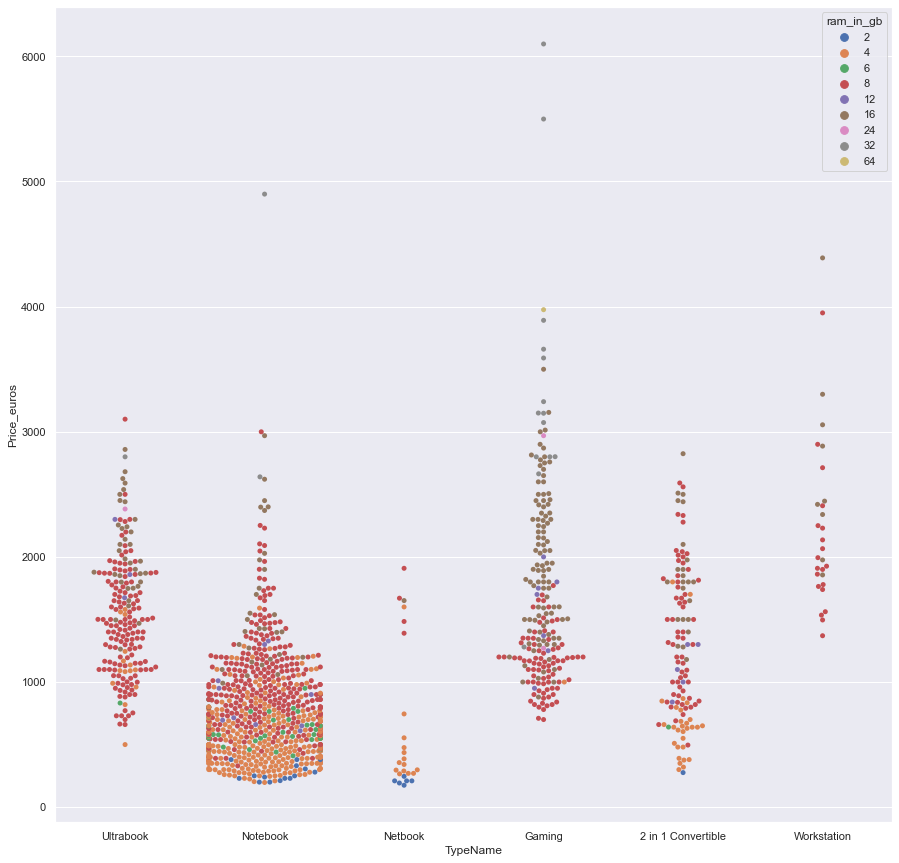 ram_in_gb
2
4
6
8
12
16
24
32
64
6000
5000
4000
3000
2000
1000
0
Price_euros
Ultrabook
Notebook
Netbook
Gaming
2 in 1 Convertible
Workstation
TypeName